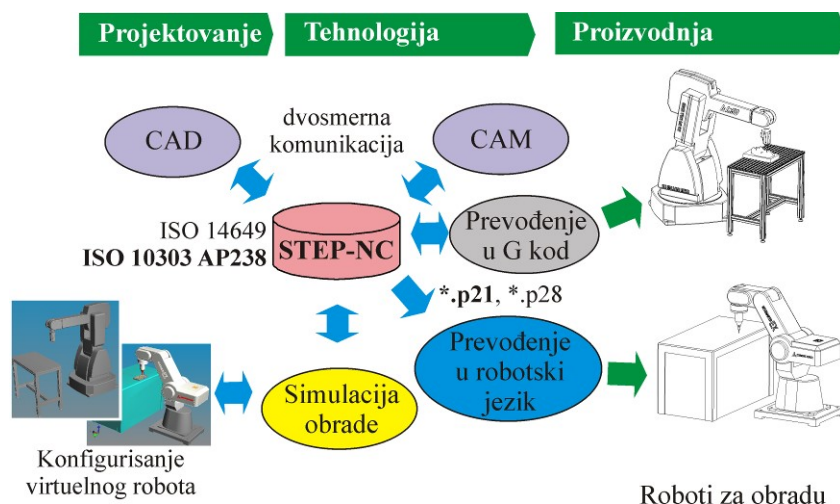 Projektovanje
Tehnologija
Proizvodnja
CAD
dvosmerna
komunikacija
CAM
ISO 14649
ISO 10303 AP238
STEP-NC
Prevođenje
u G kod
*.p21, *.p28
Prevođenje
u robotski
jezik
Simulacija
obrade
Konfigurisanje
virtuelnog robota
Roboti za obradu